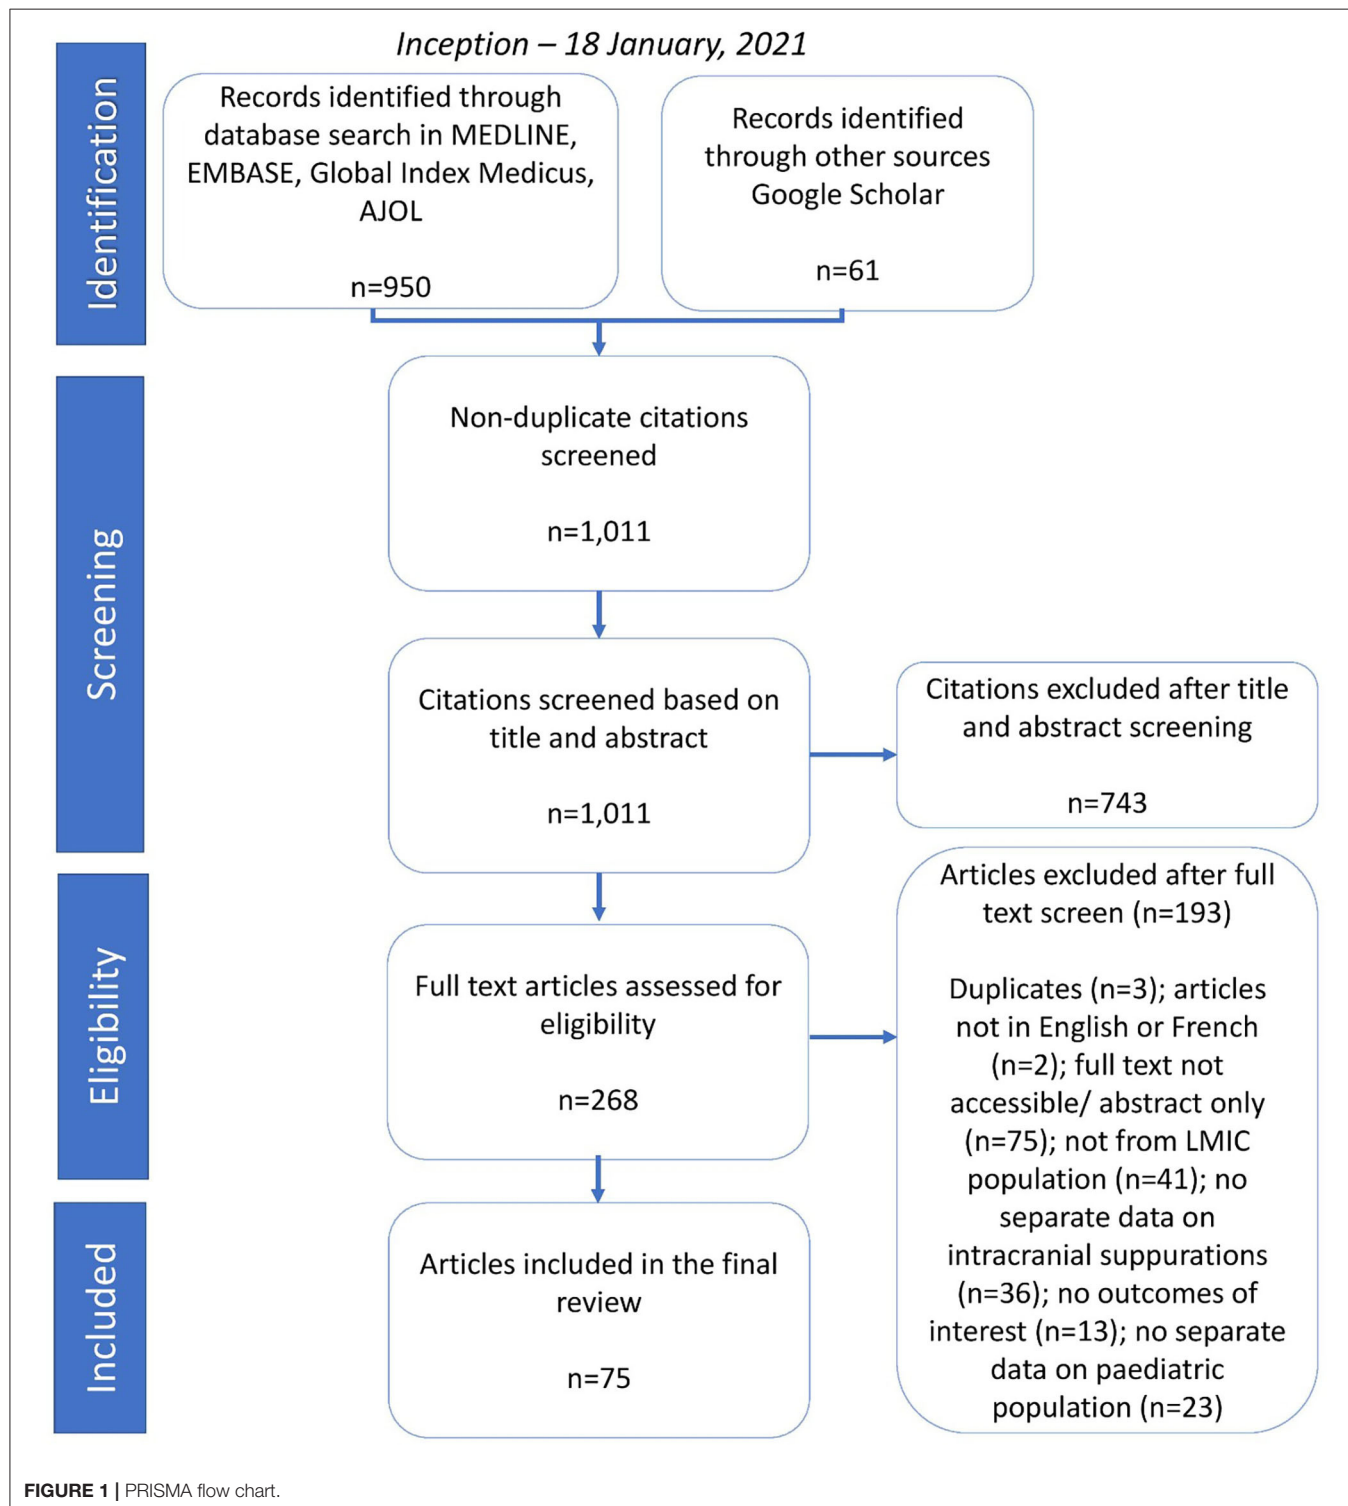 Inception – 18 January, 2021
Identification
Records identified through
database search in MEDLINE,
EMBASE, Global Index Medicus,
AJOL
n=950
Records identified
through other sources
Google Scholar
n=61
Screening
Non-duplicate citations
screened
n=1,011
Citations screened based on
title and abstract
n=1,011
Citations excluded after title
and abstract screening
n=743
Eligibility
Full text articles assessed for
eligibility
n=268
Articles excluded after full
text screen (n=193)
Duplicates (n=3); articles
not in English or French
(n=2); full text not
accessible/ abstract only
(n=75); not from LMIC
population (n=41); no
separate data on
intracranial suppurations
(n=36); no outcomes of
interest (n=13); no separate
data on paediatric
population (n=23)
Included
Articles included in the final
review
n=75
FIGURE 1 | PRISMA flow chart.